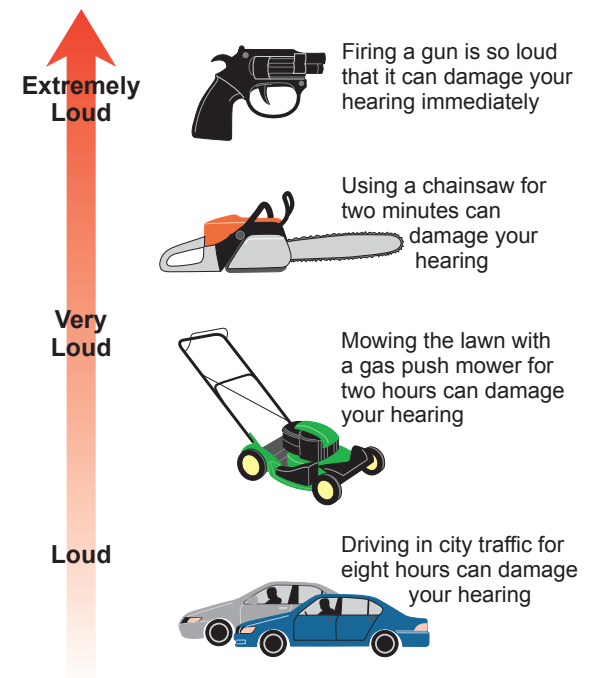 Extremely
Loud
Firing a gun is so loud
that it can damage your
hearing immediately
Using a chainsaw for
two minutes can
damage your
hearing
Very
Loud
Mowing the lawn with
a gas push mower for
two hours can damage
your hearing
Loud
Driving in city traffic for
eight hours can damage
your hearing